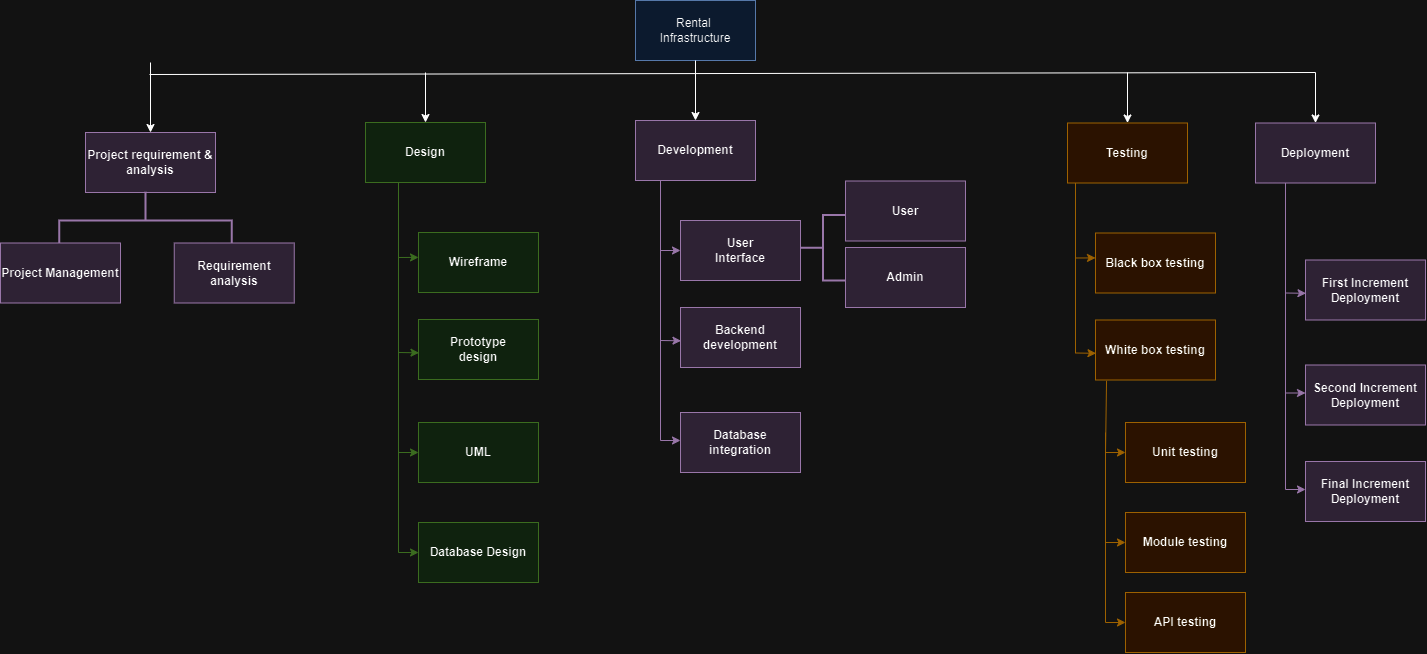 Rental
Infrastructure
Project requirement &
analysis
Project Management
Requirement
analysis
Design
Wireframe
Prototype
design
UML
Database Design
Development
User
Interface
User
Admin
Backend
development
Database
integration
Testing
Black box testing
White box testing
Unit testing
Module testing
API testing
Deployment
First Increment
Deployment
Second Increment
Deployment
Final Increment
Deployment